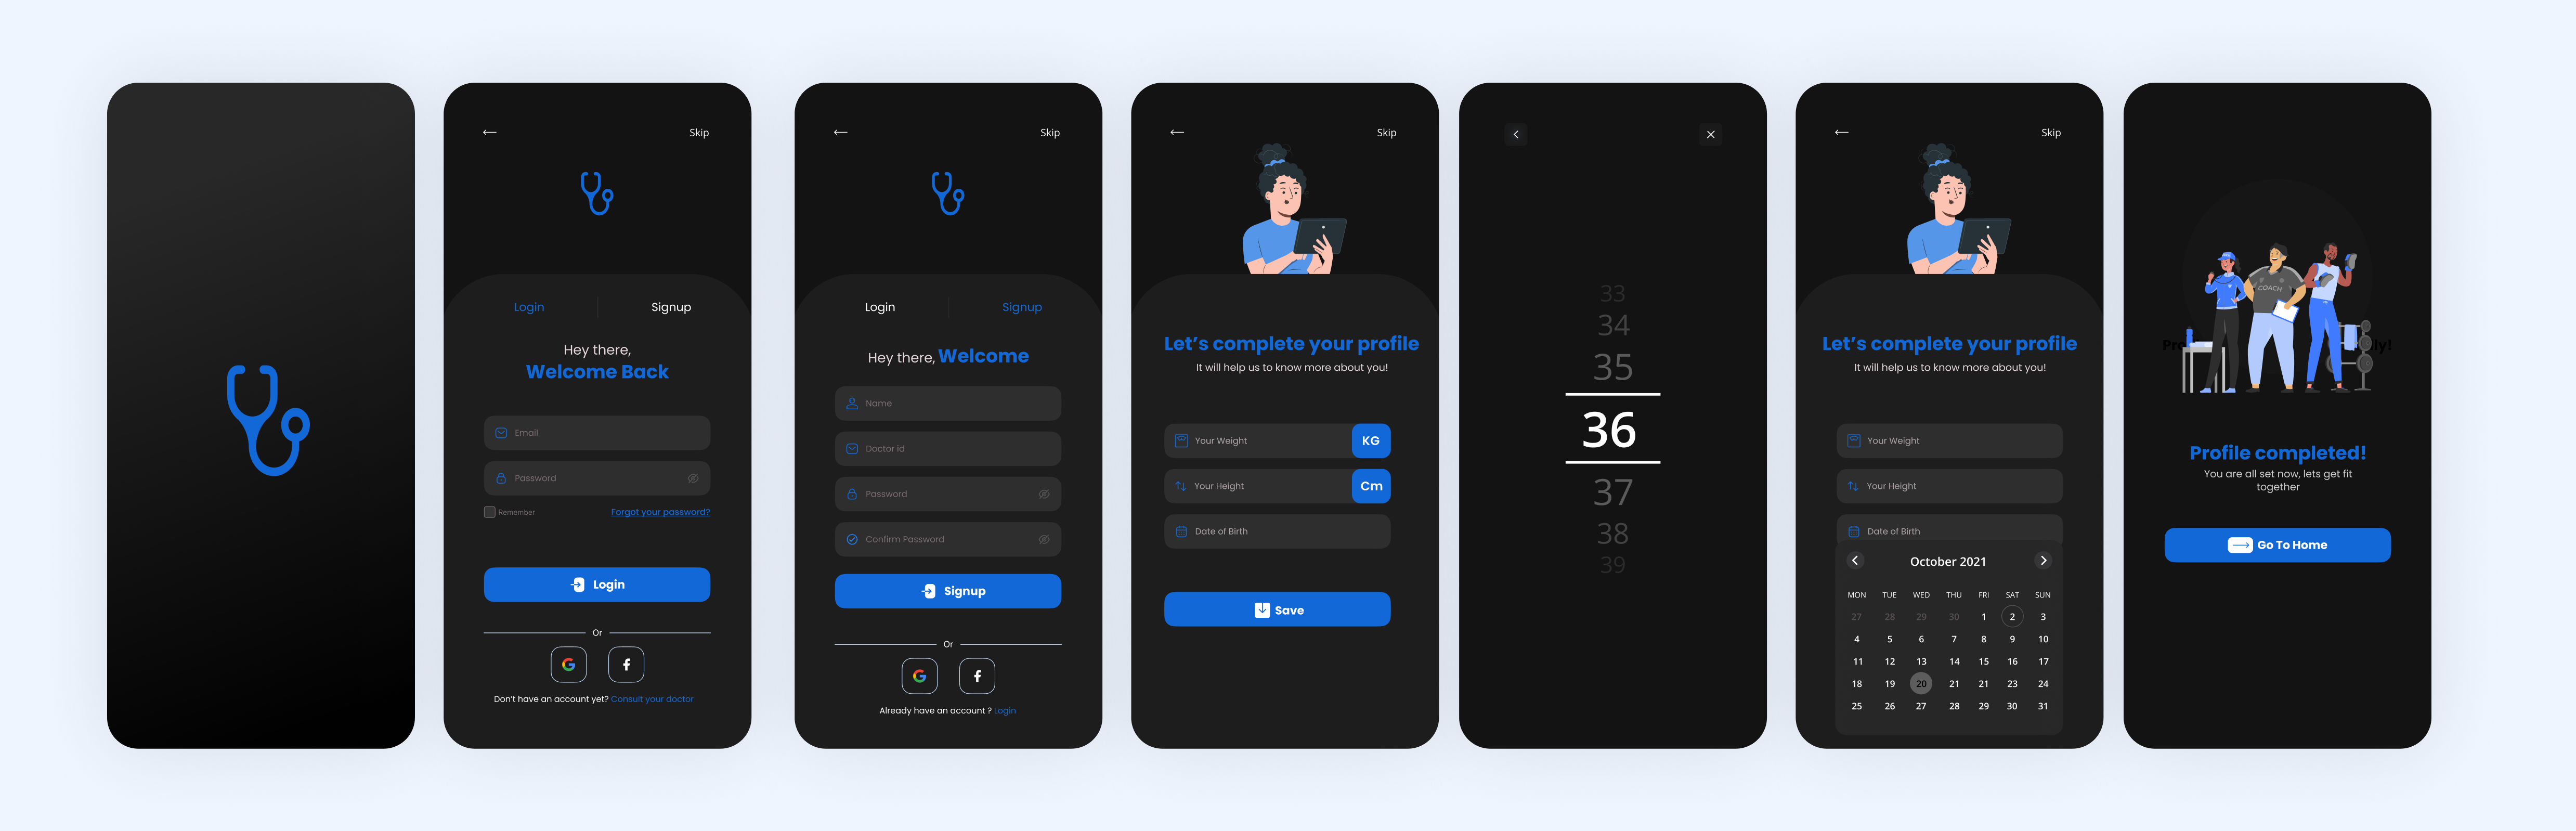 Skip
Login
Signup
Hey there,
Welcome Back
Email
Password
Remember
Forgot your password?
Login
Or
Don't have an account yet? Consult your doctor
Skip
Login
Signup
Hey there, Welcome
Name
Doctor id
Password
Confirm Password
Signup
Or
Already have an account ? Login
Skip
Let's complete your profile
It will help us to know more about you!
Your Weight
KG
Your Height
Cm
Date of Birth
Save
33
34
35
36
37
38
39
Skip
Let's complete your profile
It will help us to know more about you!
Your Weight
Your Height
Date of Birth
October 2021
MON TUE WED THU FRI SAT SUN
27 28 29 30 1 2 3
4 5 6 7 8 9 10
11 12 13 14 15 16 17
18 19 20 21 21 23 24
25 26 27 28 29 30 31
COACH
Profile completed!
You are all set now, lets get fit
together
Go To Home